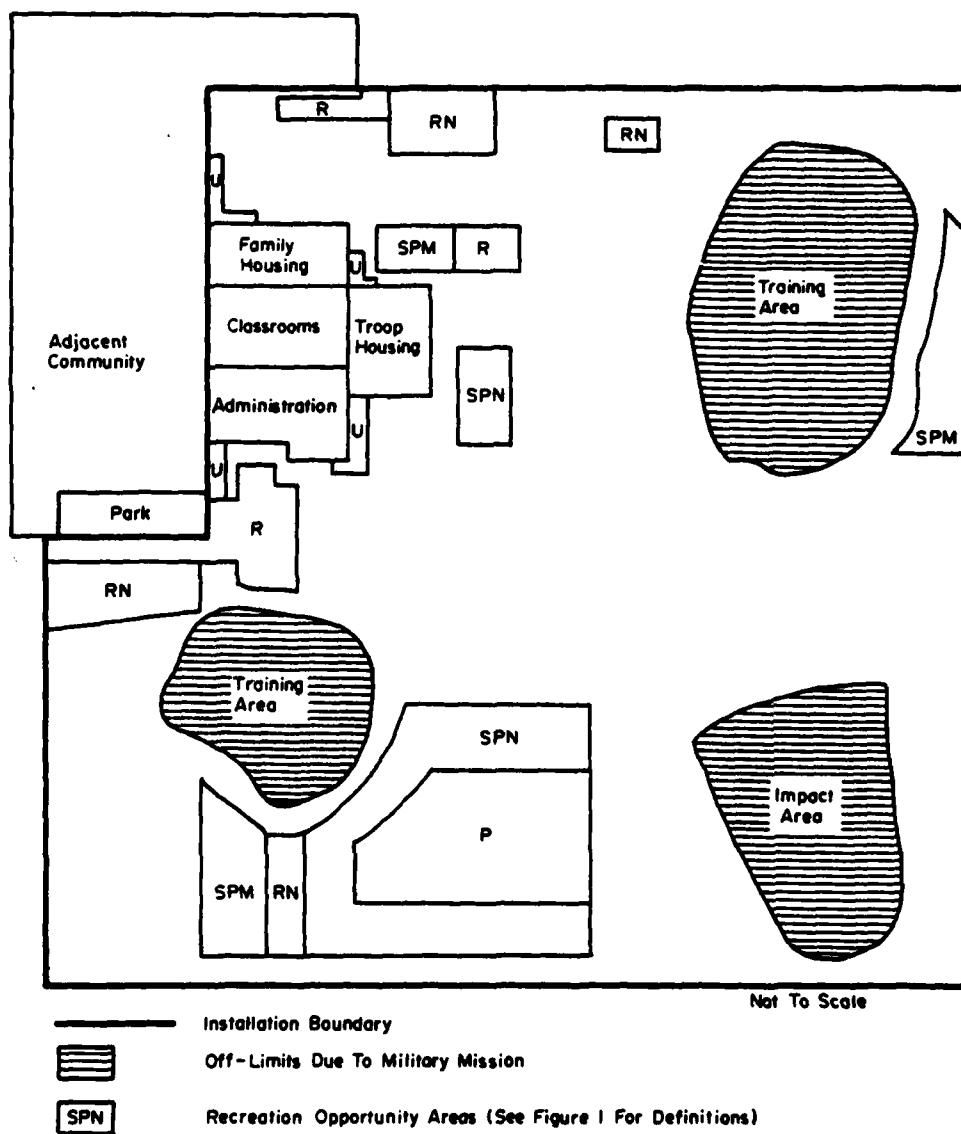 R
RN
RN
U
Family
Housing
SPM
R
U
Training
Area
Classrooms
Troop
Housing
Adjacent
Community
SPN
Administration
SPM
U
U
Park
R
RN
Training
Area
SPN
Impact
Area
P
SPM
RN
Not To Scale
Installation Boundary
Off-Limits Due To Military Mission
SPN
Recreation Opportunity Areas (See Figure 1 For Definitions)